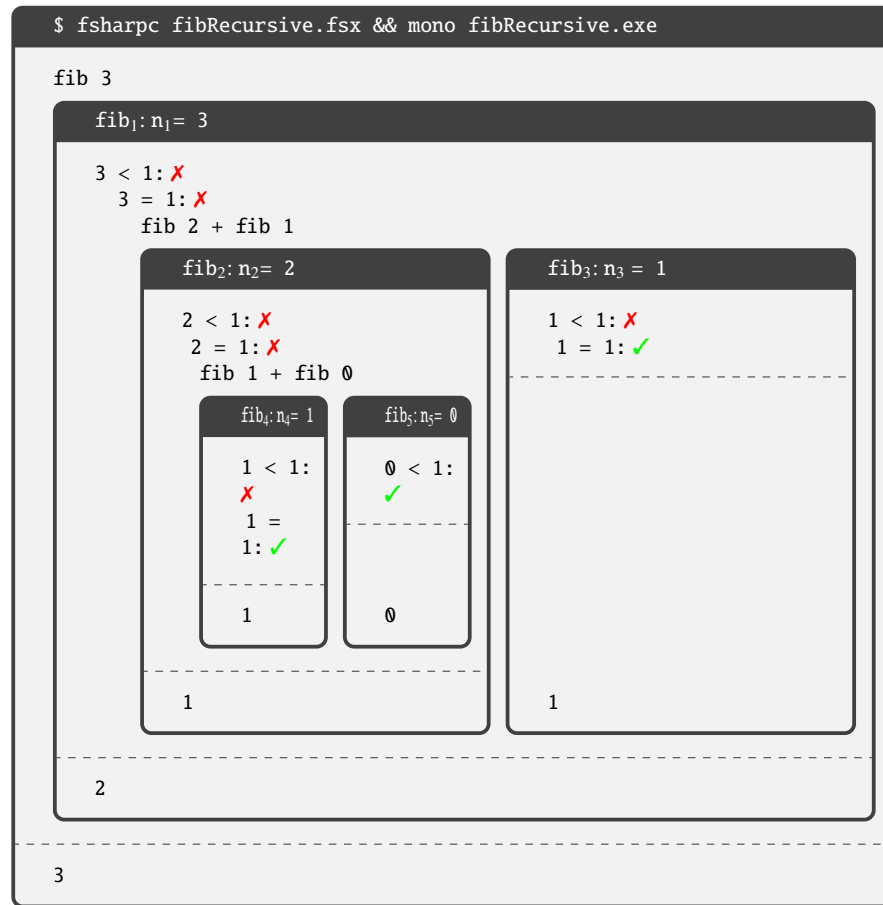 $ fsharpc fibRecursive.fsx && mono fibRecursive.exe
fib 3
fib₁: n₁= 3
3 < 1: ✗
3 = 1: ✗
fib 2 + fib 1
fib₂: n₂= 2
2 < 1: ✗
2 = 1: ✗
fib 1 + fib 0
fib₄: n₄= 1
1 < 1:
✗
1 =
1: ✓
1
fib₅: n₅= 0
0 < 1:
✓
0
1
fib₃: n₃ = 1
1 < 1: ✗
1 = 1: ✓
1
2
3